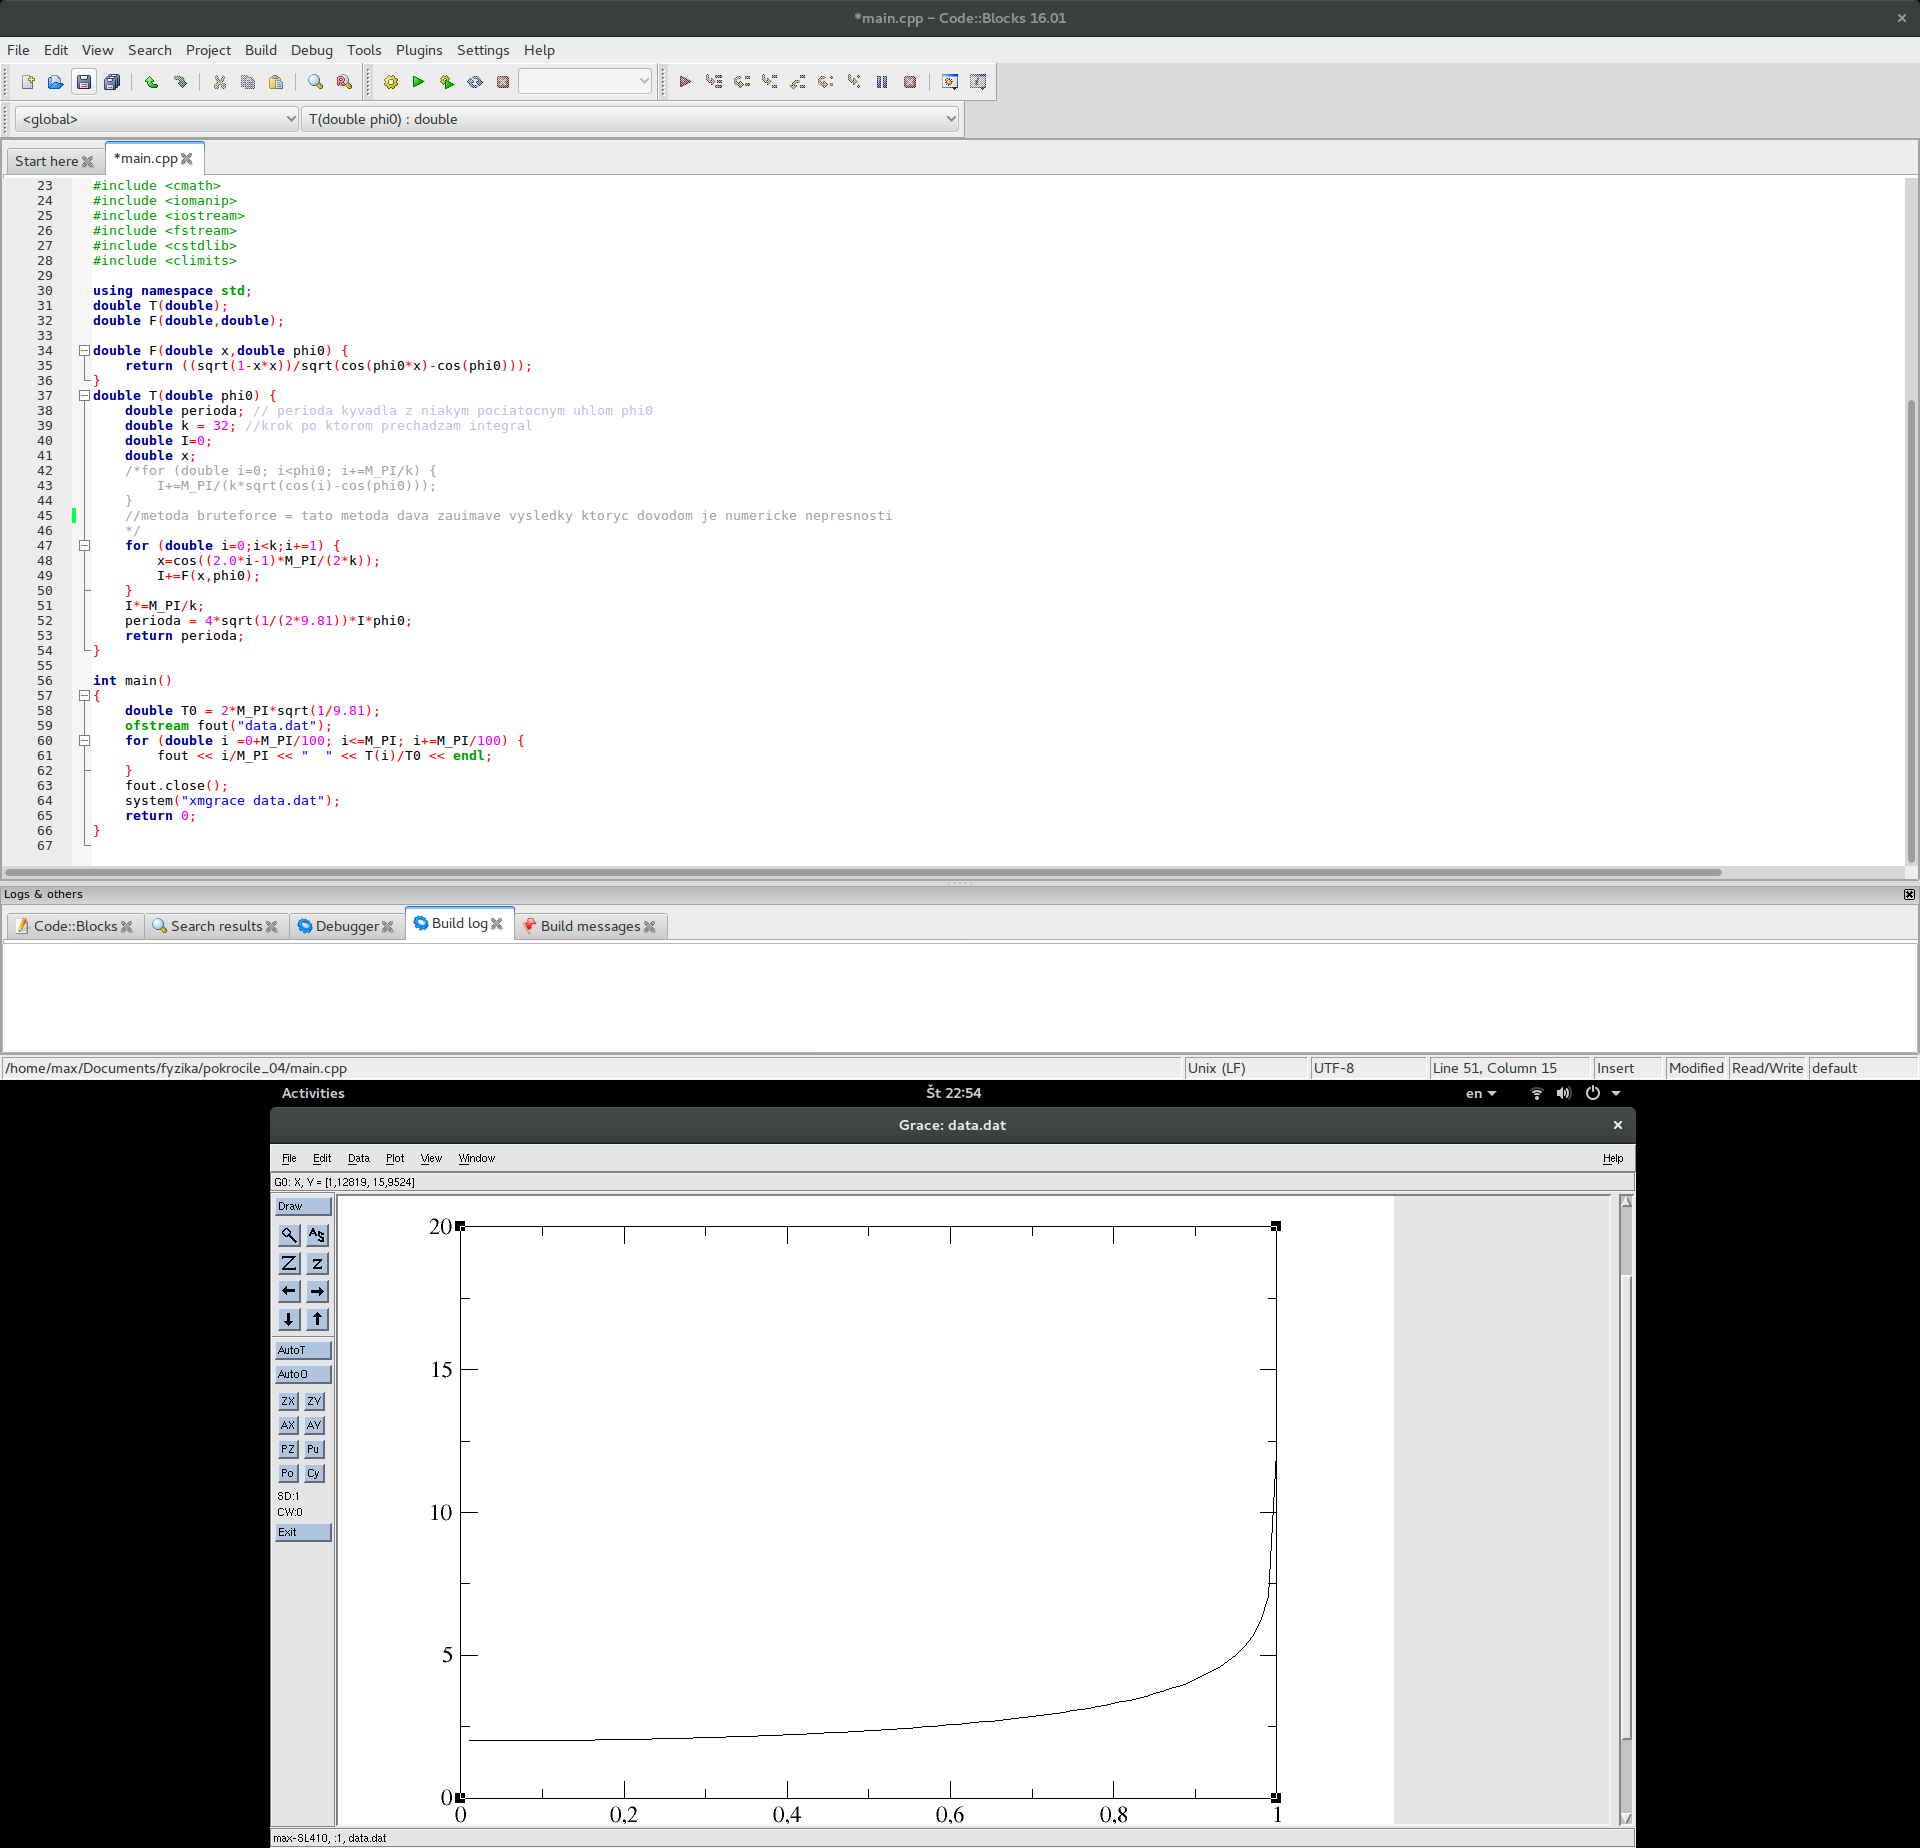 *main.cpp – Code::Blocks 16.01
File Edit View Search Project Build Debug Tools Plugins Settings Help
<global> T(double phi0) : double
Start here *main.cpp
23 #include <cmath>
24 #include <iomanip>
25 #include <iostream>
26 #include <fstream>
27 #include <cstdlib>
28 #include <climits>
29
30 using namespace std;
31 double T(double);
32 double F(double,double);
33
34 double F(double x,double phi0) {
35     return ((sqrt(1-x*x))/sqrt(cos(phi0*x)-cos(phi0)));
36 }
37 double T(double phi0) {
38     double perioda; // perioda kyvadla z niakym pociatocnym uhlom phi0
39     double k = 32; //krok po ktorom prechadzam integral
40     double I=0;
41     double x;
42     /*for (double i=0; i<phi0; i+=M_PI/k) {
43         I+=M_PI/(k*sqrt(cos(i)-cos(phi0)));
44     }
45     //metoda bruteforce = tato metoda dava zauimave vysledky ktoryc dovodom je numericke nepresnosti
46     */
47     for (double i=0;i<k;i+=1) {
48         x=cos((2.0*i-1)*M_PI/(2*k));
49         I+=F(x,phi0);
50     }
51     I*=M_PI/k;
52     perioda = 4*sqrt(1/(2*9.81))*I*phi0;
53     return perioda;
54 }
55
56 int main()
57 {
58     double T0 = 2*M_PI*sqrt(1/9.81);
59     ofstream fout("data.dat");
60     for (double i =0+M_PI/100; i<=M_PI; i+=M_PI/100) {
61         fout << i/M_PI << "  " << T(i)/T0 << endl;
62     }
63     fout.close();
64     system("xmgrace data.dat");
65     return 0;
66 }
67
Logs & others
Code::Blocks Search results Debugger Build log Build messages
/home/max/Documents/fyzika/pokrocile_04/main.cpp Unix (LF) UTF-8 Line 51, Column 15 Insert Modified Read/Write default
Activities Št 22:54 en
Grace: data.dat
File Edit Data Plot View Window Help
G0: X, Y = [1,12819, 15,9524]
Draw
A S
Z z
AutoT
AutoO
ZX ZY
AX AY
PZ Pu
Po Cy
SD:1
CW:0
Exit
20
15
10
5
0
0 0,2 0,4 0,6 0,8 1
max-SL410, :1, data.dat